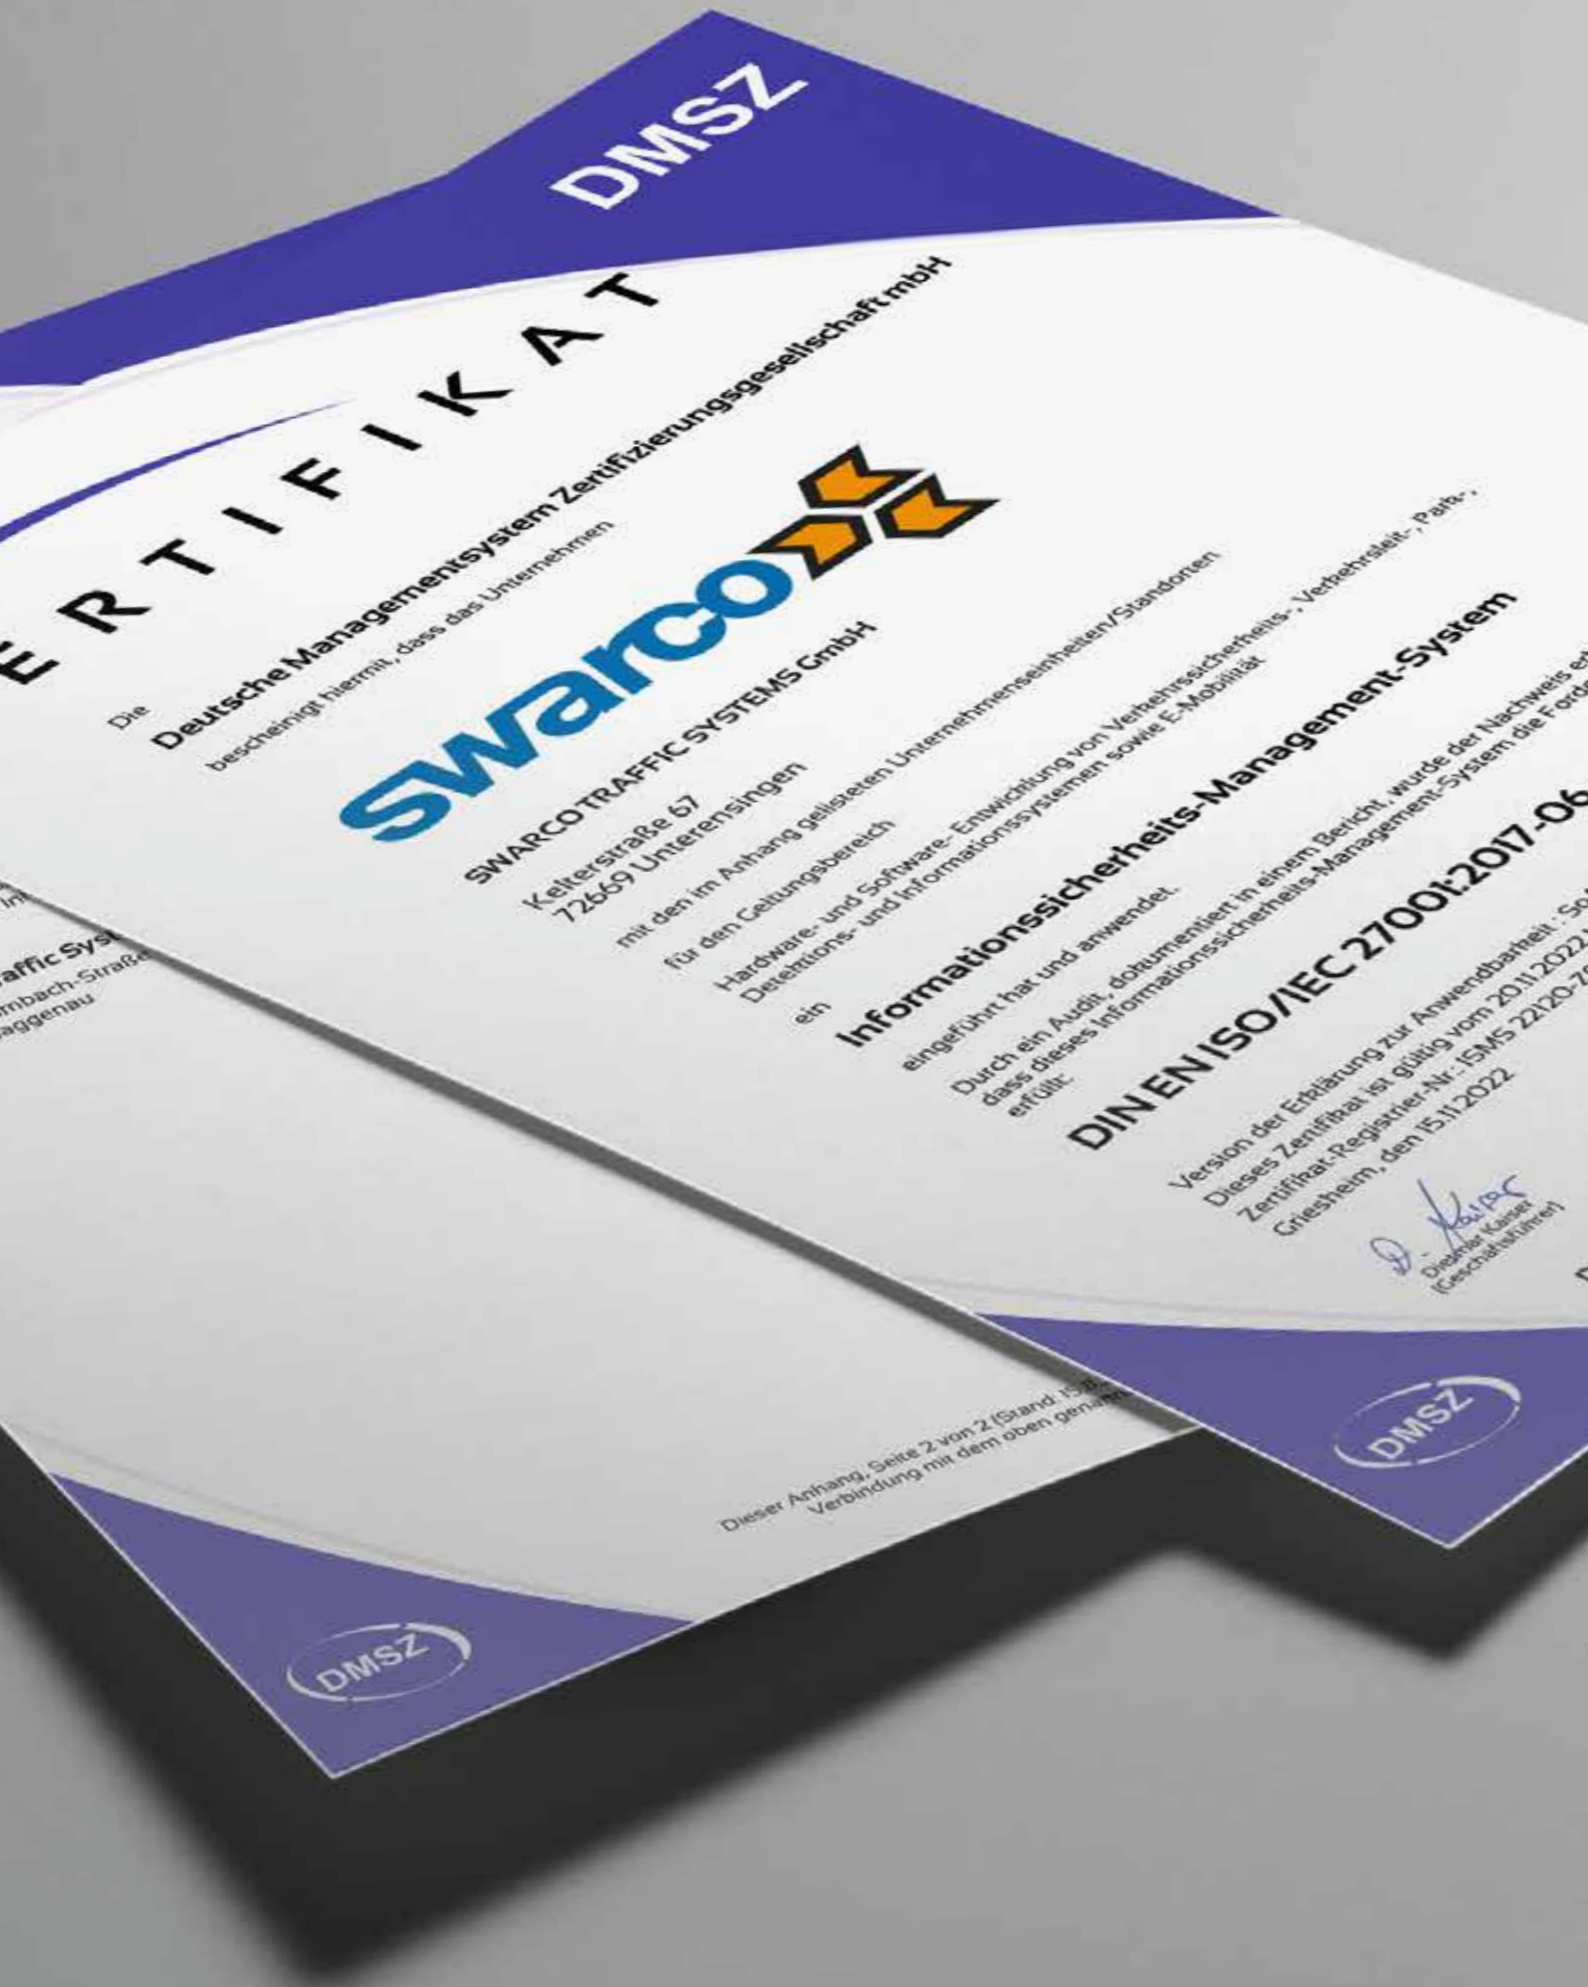 DMSZ
ERTIFIKAT
Die
Deutsche Managementsystem Zertifizierungsgesellschaft mbH
bescheinigt hiermit, dass das Unternehmen
swarco
SWARCO TRAFFIC SYSTEMS GmbH
Kelterstraße 67
72669 Unterensingen
mit den im Anhang gelisteten Unternehmenseinheiten/Standorten
für den Geltungsbereich
Hardware- und Software- Entwicklung von Verkehrssicherheits-, Verkehrsleit-, Park-,
Detektions- und Informationssystemen sowie E-Mobilität
ein
Informationssicherheits-Management-System
eingeführt hat und anwendet.
Durch ein Audit, dokumentiert in einem Bericht, wurde der Nachweis
dass dieses Informationssicherheits-Management-System die
erfüllt:
DIN EN ISO/IEC 27001:2017-06
Version der Erklärung zur Anwendbarkeit :
Dieses Zertifikat ist gültig vom 20.11.2022
Zertifikat-Registrier-Nr.: ISMS 22120-
Griesheim, den 15.11.2022
D. Kaiser
Dietmar Kaiser
(Geschäftsführer)
DMSZ
affic Syst
mbach-Straße
aggenau
Dieser Anhang, Seite 2 von 2 (Stand: 15.11.
Verbindung mit dem oben
DMSZ